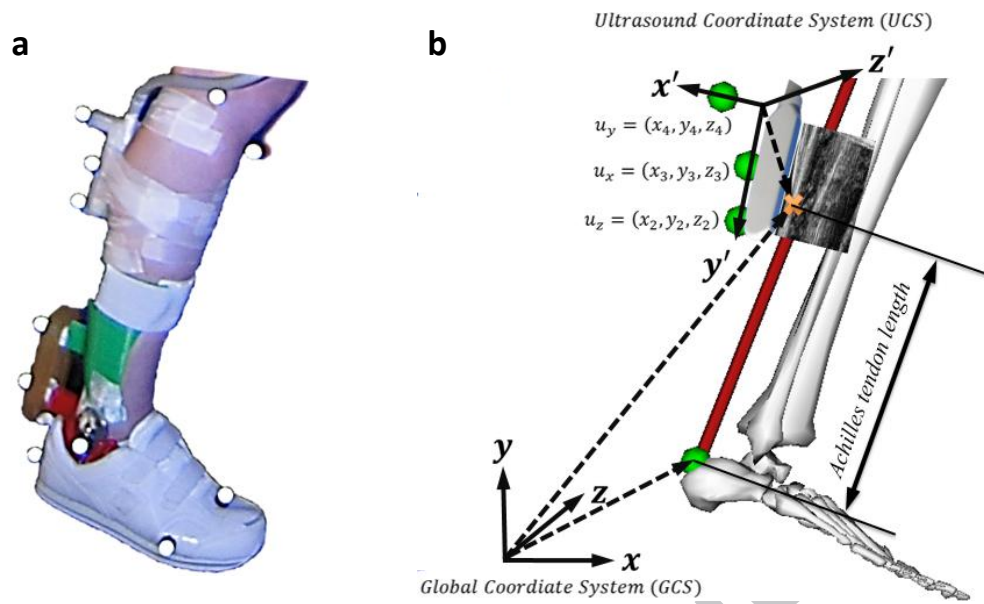 a
b
Ultrasound Coordinate System (UCS)
x'
z'
u_y = (x_4, y_4, z_4)
u_x = (x_3, y_3, z_3)
u_z = (x_2, y_2, z_2)
y'
Achilles tendon length
y
z
x
Global Coordiate System (GCS)